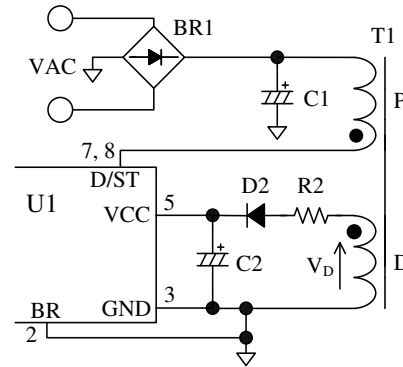 BR1
T1
VAC
C1
P
7, 8
D/ST
U1
D2
R2
5
VCC
C2
V_D
D
BR
GND
3
2